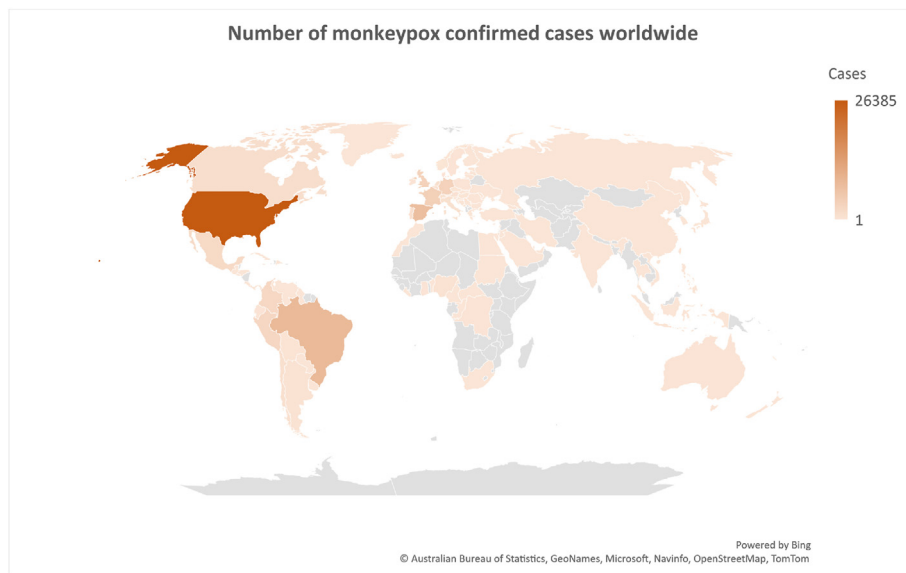 Number of monkeypox confirmed cases worldwide
Cases
26385
1
Powered by Bing
© Australian Bureau of Statistics, GeoNames, Microsoft, Navinfo, OpenStreetMap, TomTom